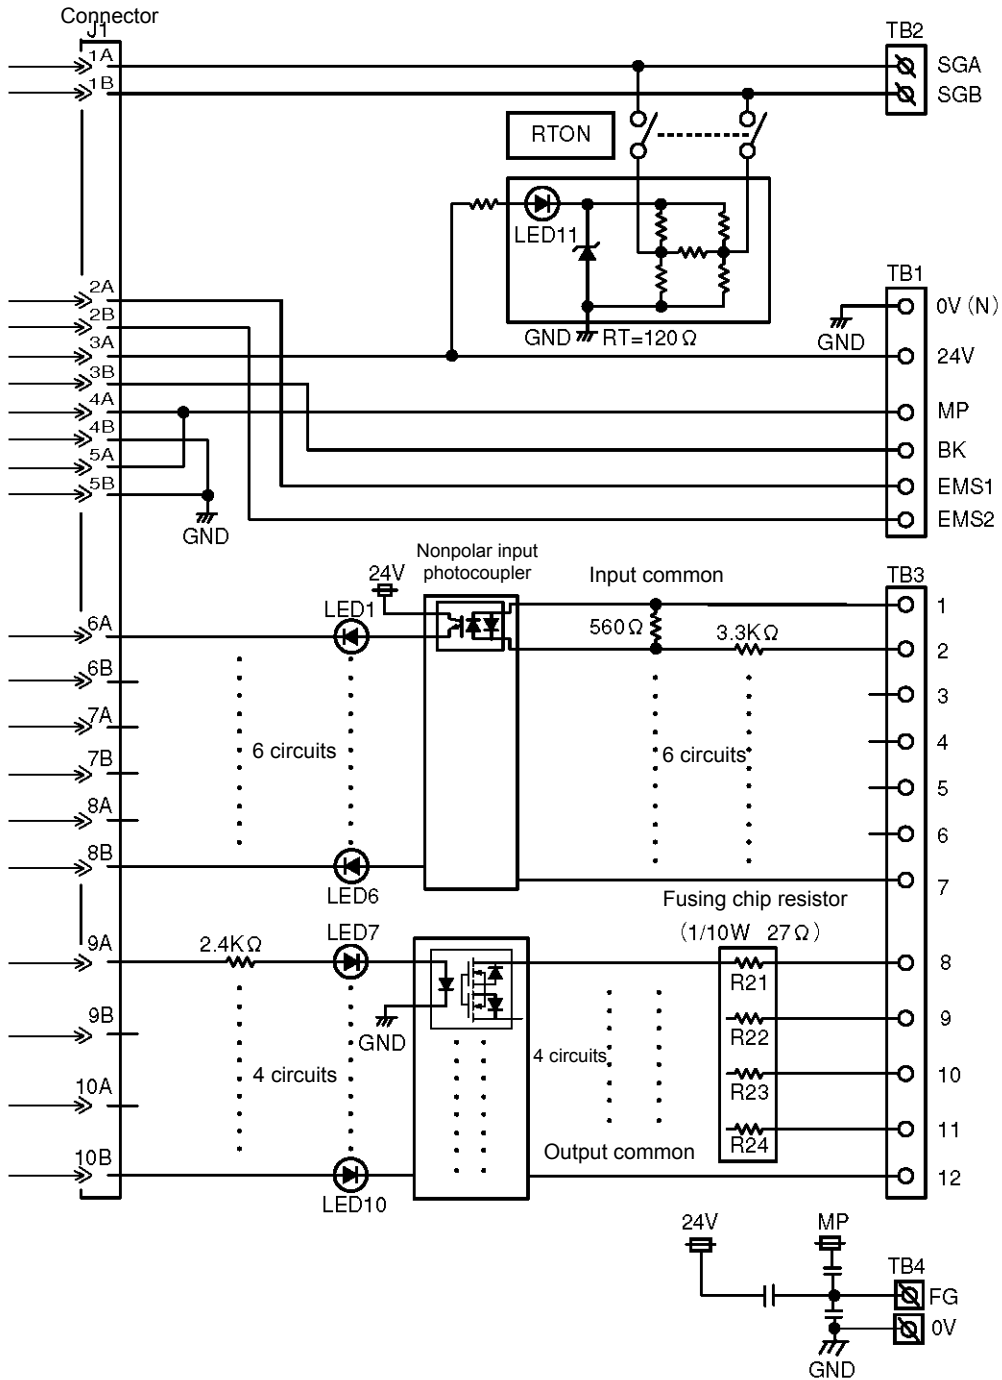 Connector
J1
TB2
1A
SGA
1B
SGB
RTON
LED11
2A
TB1
2B
0V (N)
GND RT=120Ω
GND
3A
24V
3B
4A
MP
4B
BK
5A
5B
EMS1
GND
EMS2
Nonpolar input
photocoupler
24V
Input common
TB3
LED1
1
6A
560Ω
3.3KΩ
2
6B
3
7A
4
6 circuits
6 circuits
7B
5
8A
6
8B
7
LED6
Fusing chip resistor
(1/10W 27Ω)
LED7
9A
2.4KΩ
8
R21
9B
GND
9
R22
4 circuits
4 circuits
10A
10
R23
11
R24
10B
Output common
12
LED10
24V
MP
TB4
FG
0V
GND